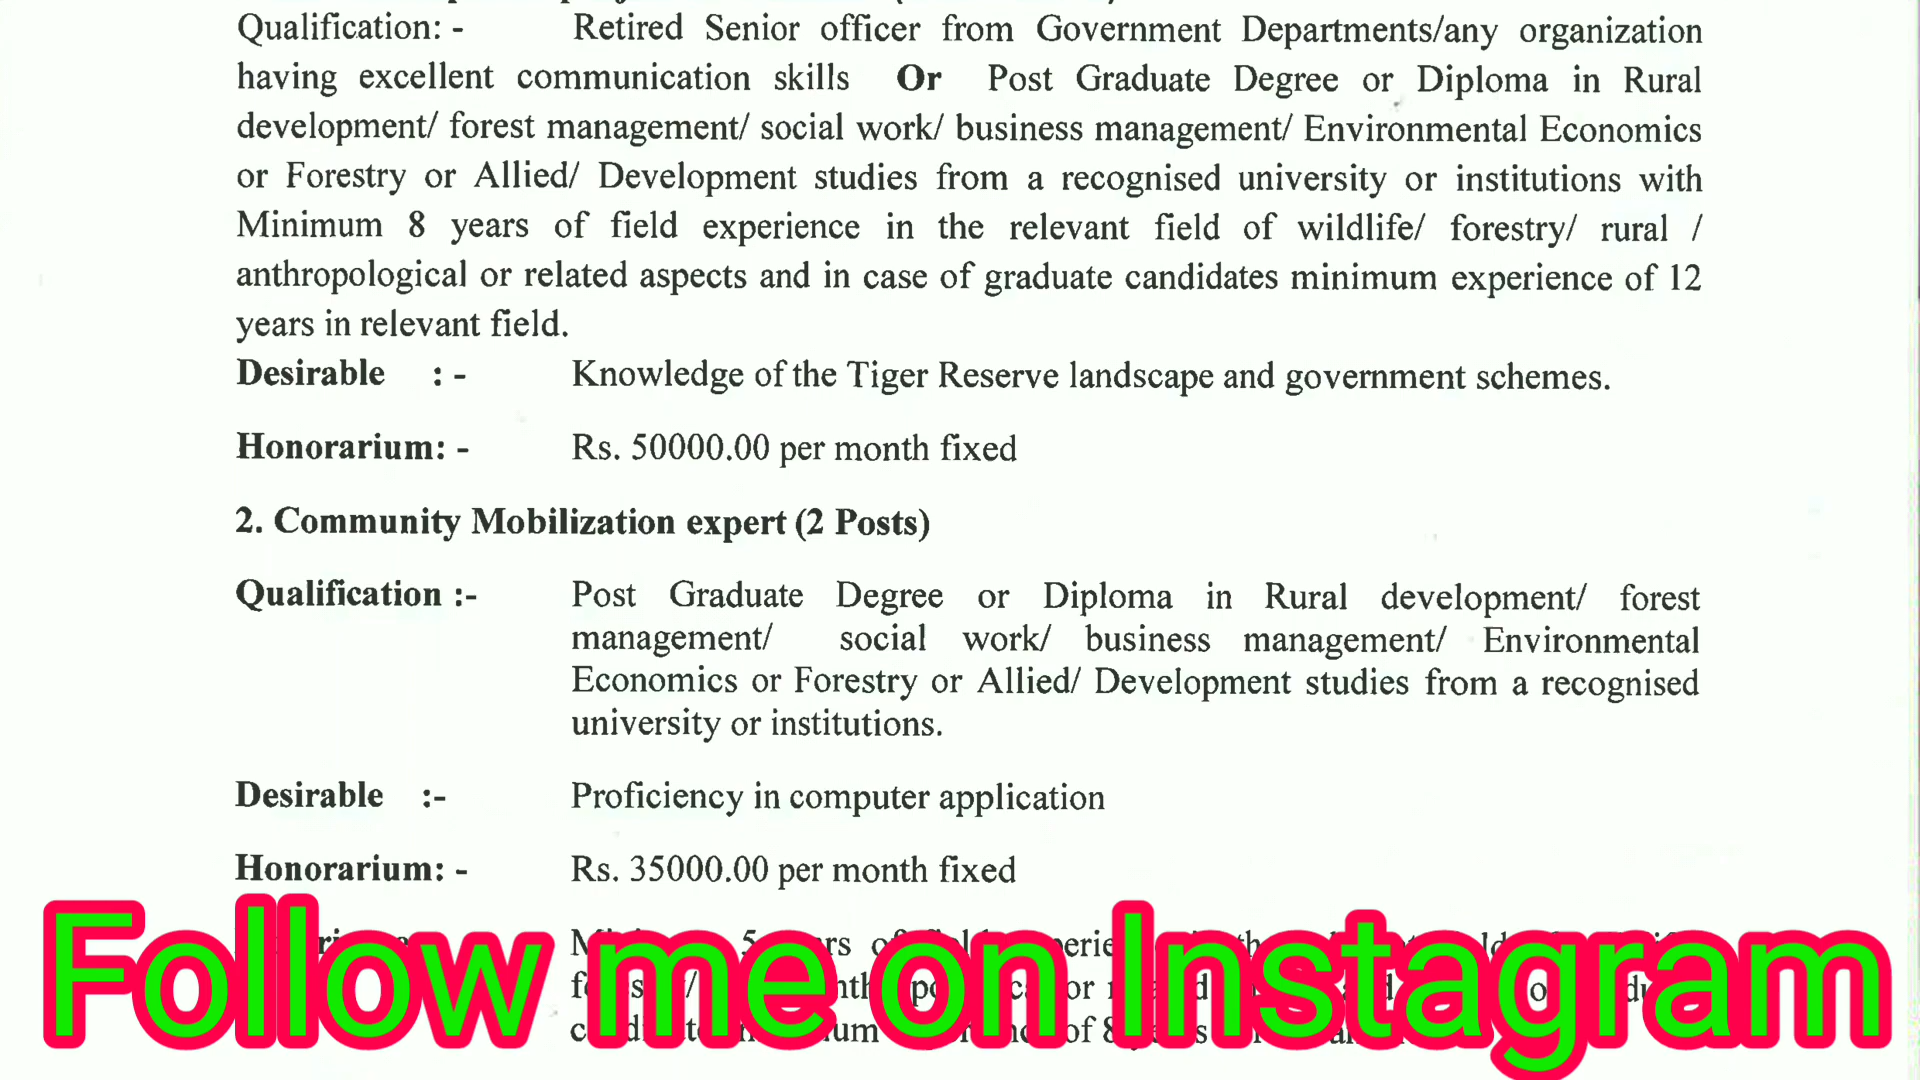 Qualification: - Retired Senior officer from Government Departments/any organization
having excellent communication skills Or Post Graduate Degree or Diploma in Rural
development/ forest management/ social work/ business management/ Environmental Economics
or Forestry or Allied/ Development studies from a recognised university or institutions with
Minimum 8 years of field experience in the relevant field of wildlife/ forestry/ rural /
anthropological or related aspects and in case of graduate candidates minimum experience of 12
years in relevant field.
Desirable : - Knowledge of the Tiger Reserve landscape and government schemes.
Honorarium: - Rs. 50000.00 per month fixed
2. Community Mobilization expert (2 Posts)
Qualification :- Post Graduate Degree or Diploma in Rural development/ forest
management/ social work/ business management/ Environmental
Economics or Forestry or Allied/ Development studies from a recognised
university or institutions.
Desirable :- Proficiency in computer application
Honorarium: - Rs. 35000.00 per month fixed
Follow me on Instagram